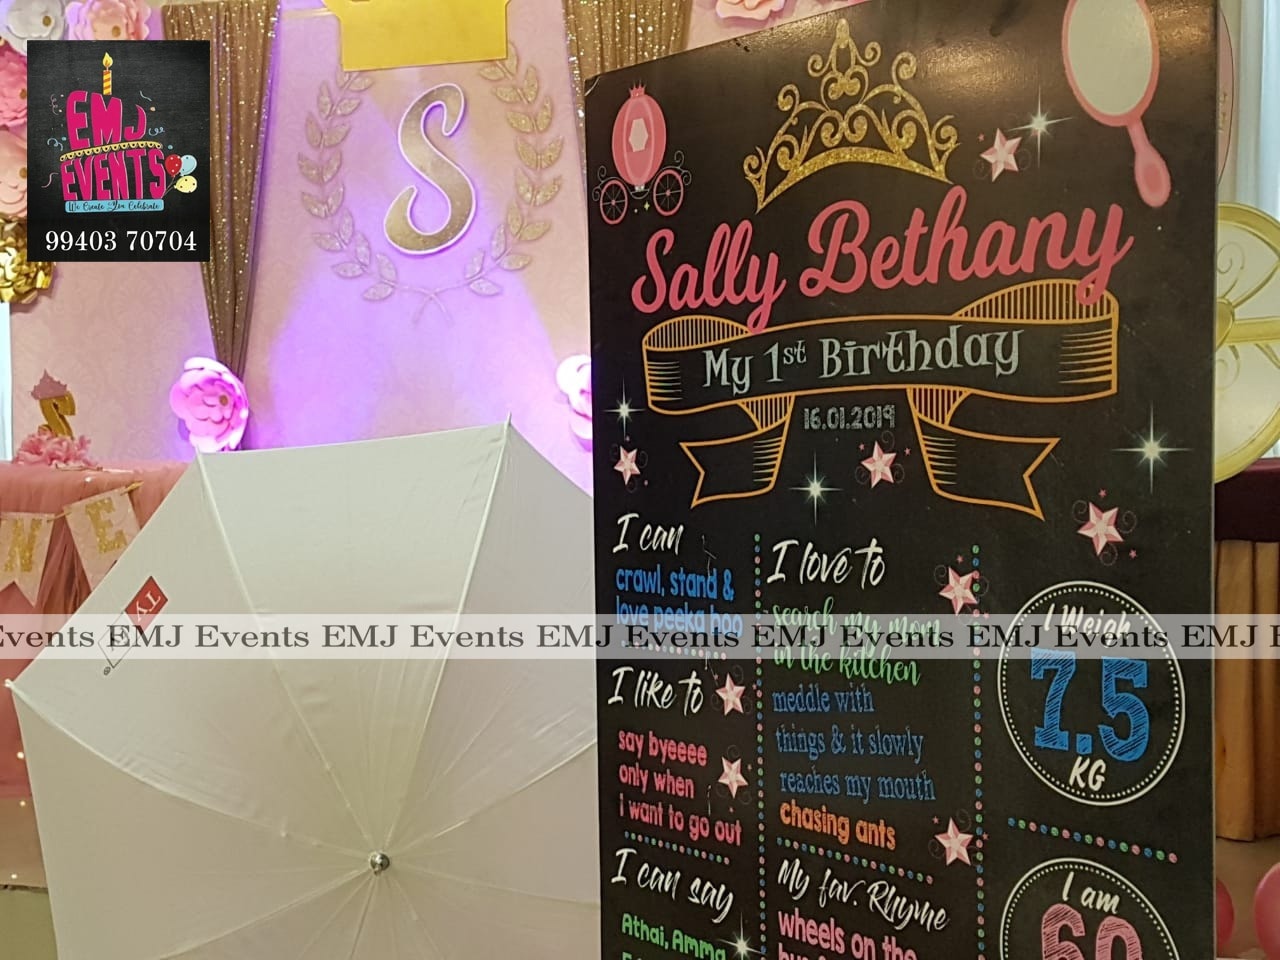 EMJ
EVENTS
We Create You Celebrate
99403 70704
S
Sally Bethany
My 1st Birthday
16.01.2019
S
N E
TY
I can
crawl, stand &
love peeka boo
I like to
say byeeee
only when
i want to go out
I can say
Athai, Amma
I love to
search my mom
in the kitchen
meddle with
things & it slowly
reaches my mouth
chasing ants
My fav. Rhyme
wheels on the
I Weigh
7.5
KG
I am
60
Events EMJ Events EMJ Events EMJ Events EMJ Events EMJ Events EMJ